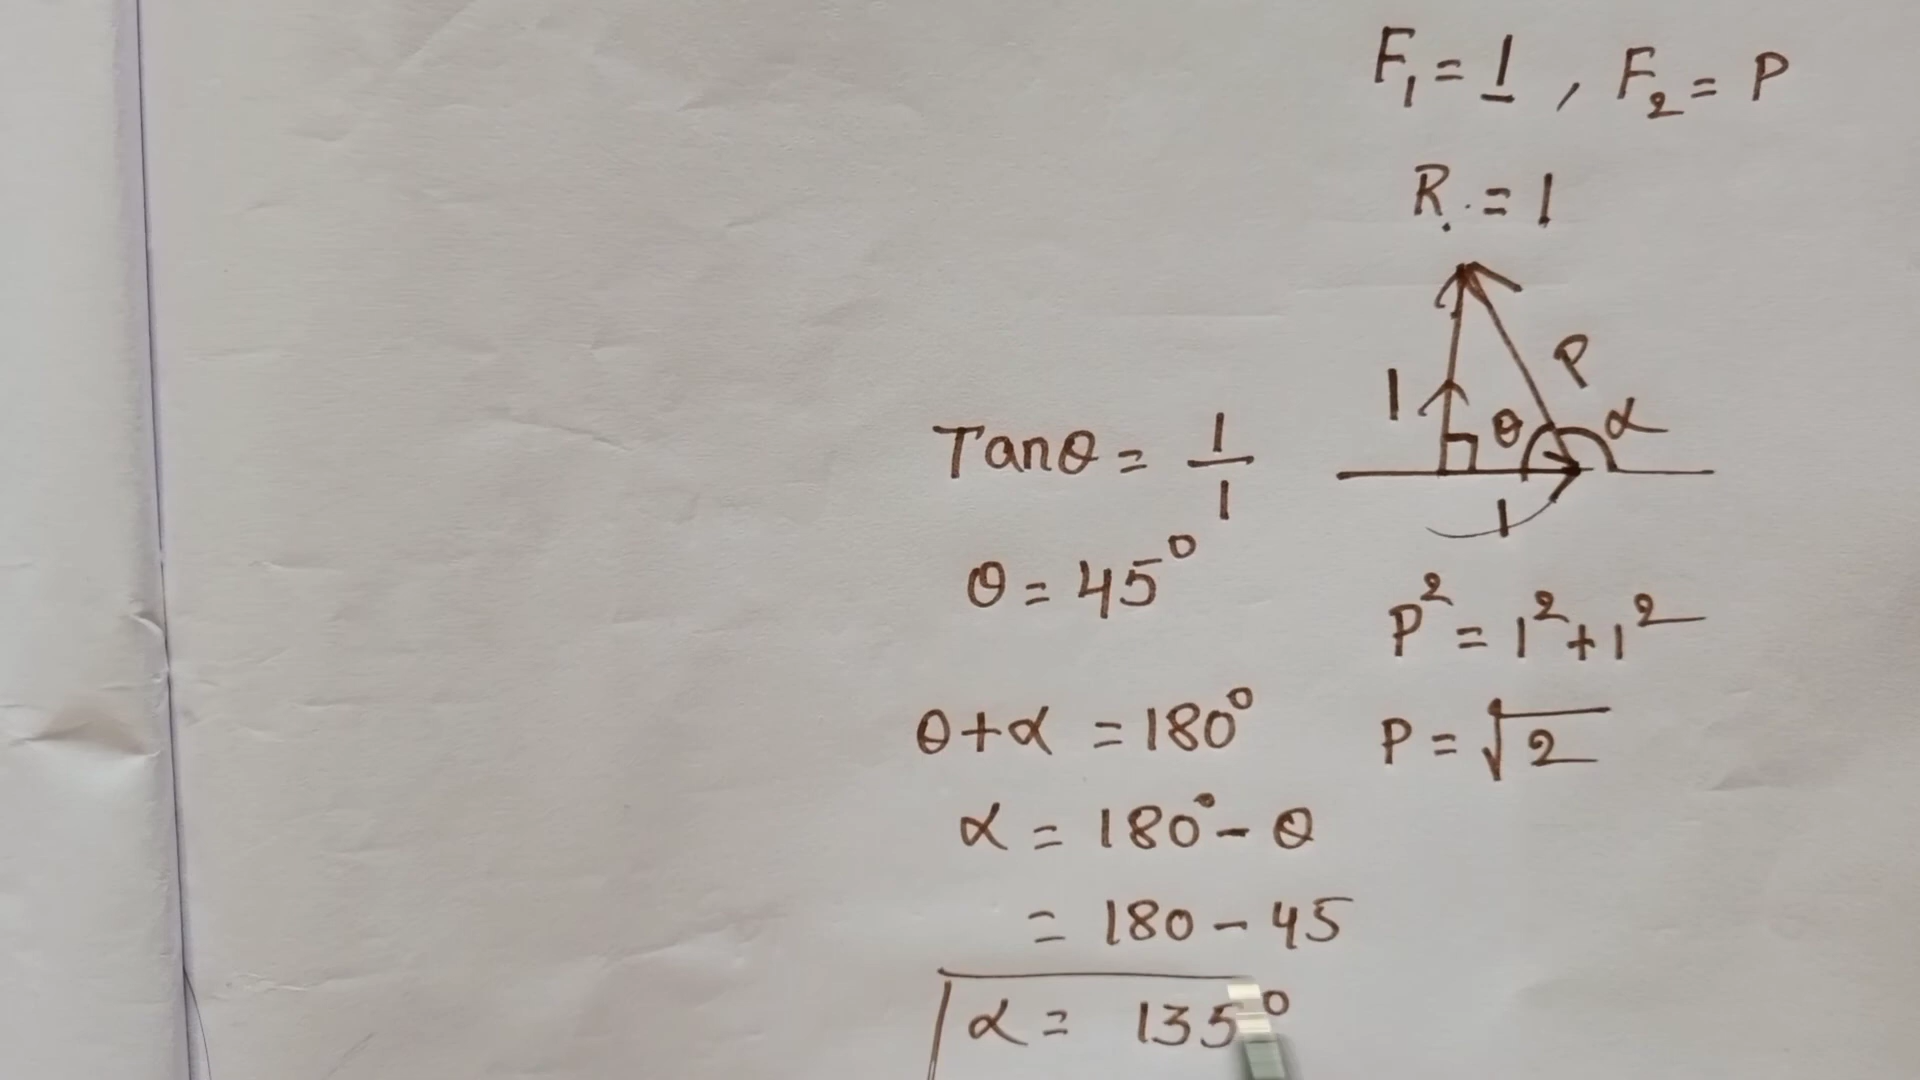 F₁ = 1 , F₂ = P
R = 1
1
P
θ
α
1
Tanθ = 1/1
θ = 45°
P² = 1² + 1²
θ + α = 180°
P = √2
α = 180° - θ
= 180 - 45
α = 135°